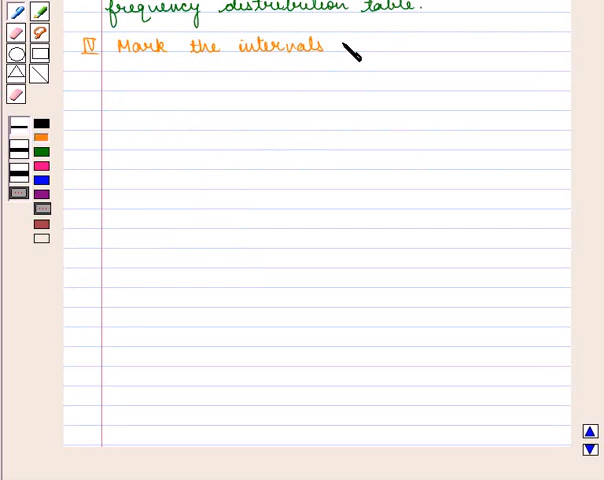 frequency distribution table.
IV Mark the intervals